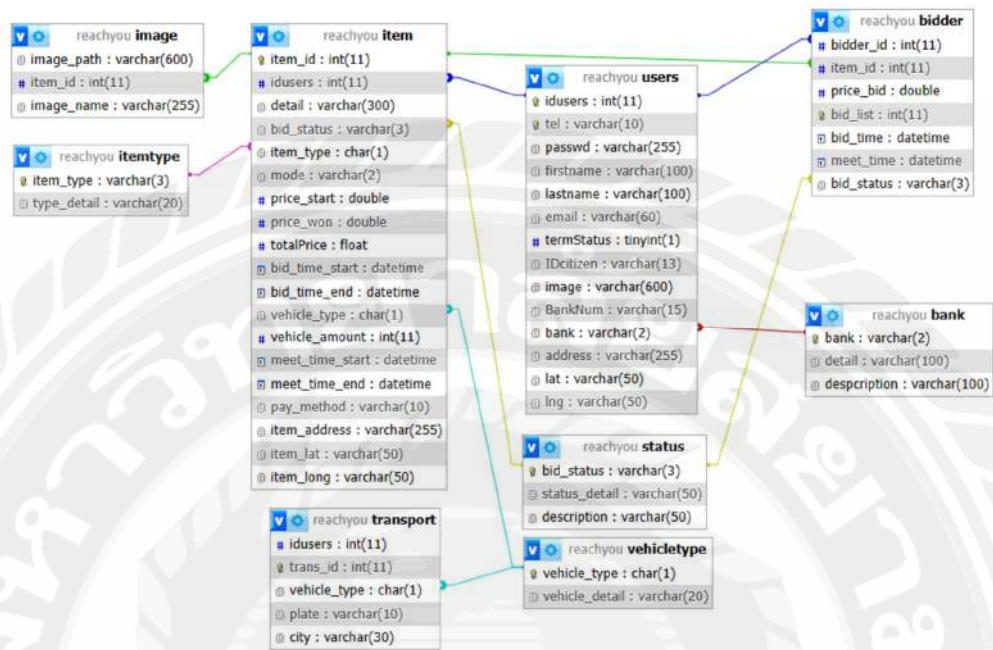 reachyou image
image_path : varchar(600)
item_id : int(11)
image_name : varchar(255)
reachyou itemtype
item_type : varchar(3)
type_detail : varchar(20)
reachyou item
item_id : int(11)
idusers : int(11)
detail : varchar(300)
bid_status : varchar(3)
item_type : char(1)
mode : varchar(2)
price_start : double
price_won : double
totalPrice : float
bid_time_start : datetime
bid_time_end : datetime
vehicle_type : char(1)
vehicle_amount : int(11)
meet_time_start : datetime
meet_time_end : datetime
pay_method : varchar(10)
item_address : varchar(255)
item_lat : varchar(50)
item_long : varchar(50)
reachyou transport
idusers : int(11)
trans_id : int(11)
vehicle_type : char(1)
plate : varchar(10)
city : varchar(30)
reachyou users
idusers : int(11)
tel : varchar(10)
passwd : varchar(255)
firstname : varchar(100)
lastname : varchar(100)
email : varchar(60)
termStatus : tinyint(1)
IDcitizen : varchar(13)
image : varchar(600)
BankNum : varchar(15)
bank : varchar(2)
address : varchar(255)
lat : varchar(50)
lng : varchar(50)
reachyou status
bid_status : varchar(3)
status_detail : varchar(50)
description : varchar(50)
reachyou vehicletype
vehicle_type : char(1)
vehicle_detail : varchar(20)
reachyou bidder
bidder_id : int(11)
item_id : int(11)
price_bid : double
bid_list : int(11)
bid_time : datetime
meet_time : datetime
bid_status : varchar(3)
reachyou bank
bank : varchar(2)
detail : varchar(100)
despcription : varchar(100)